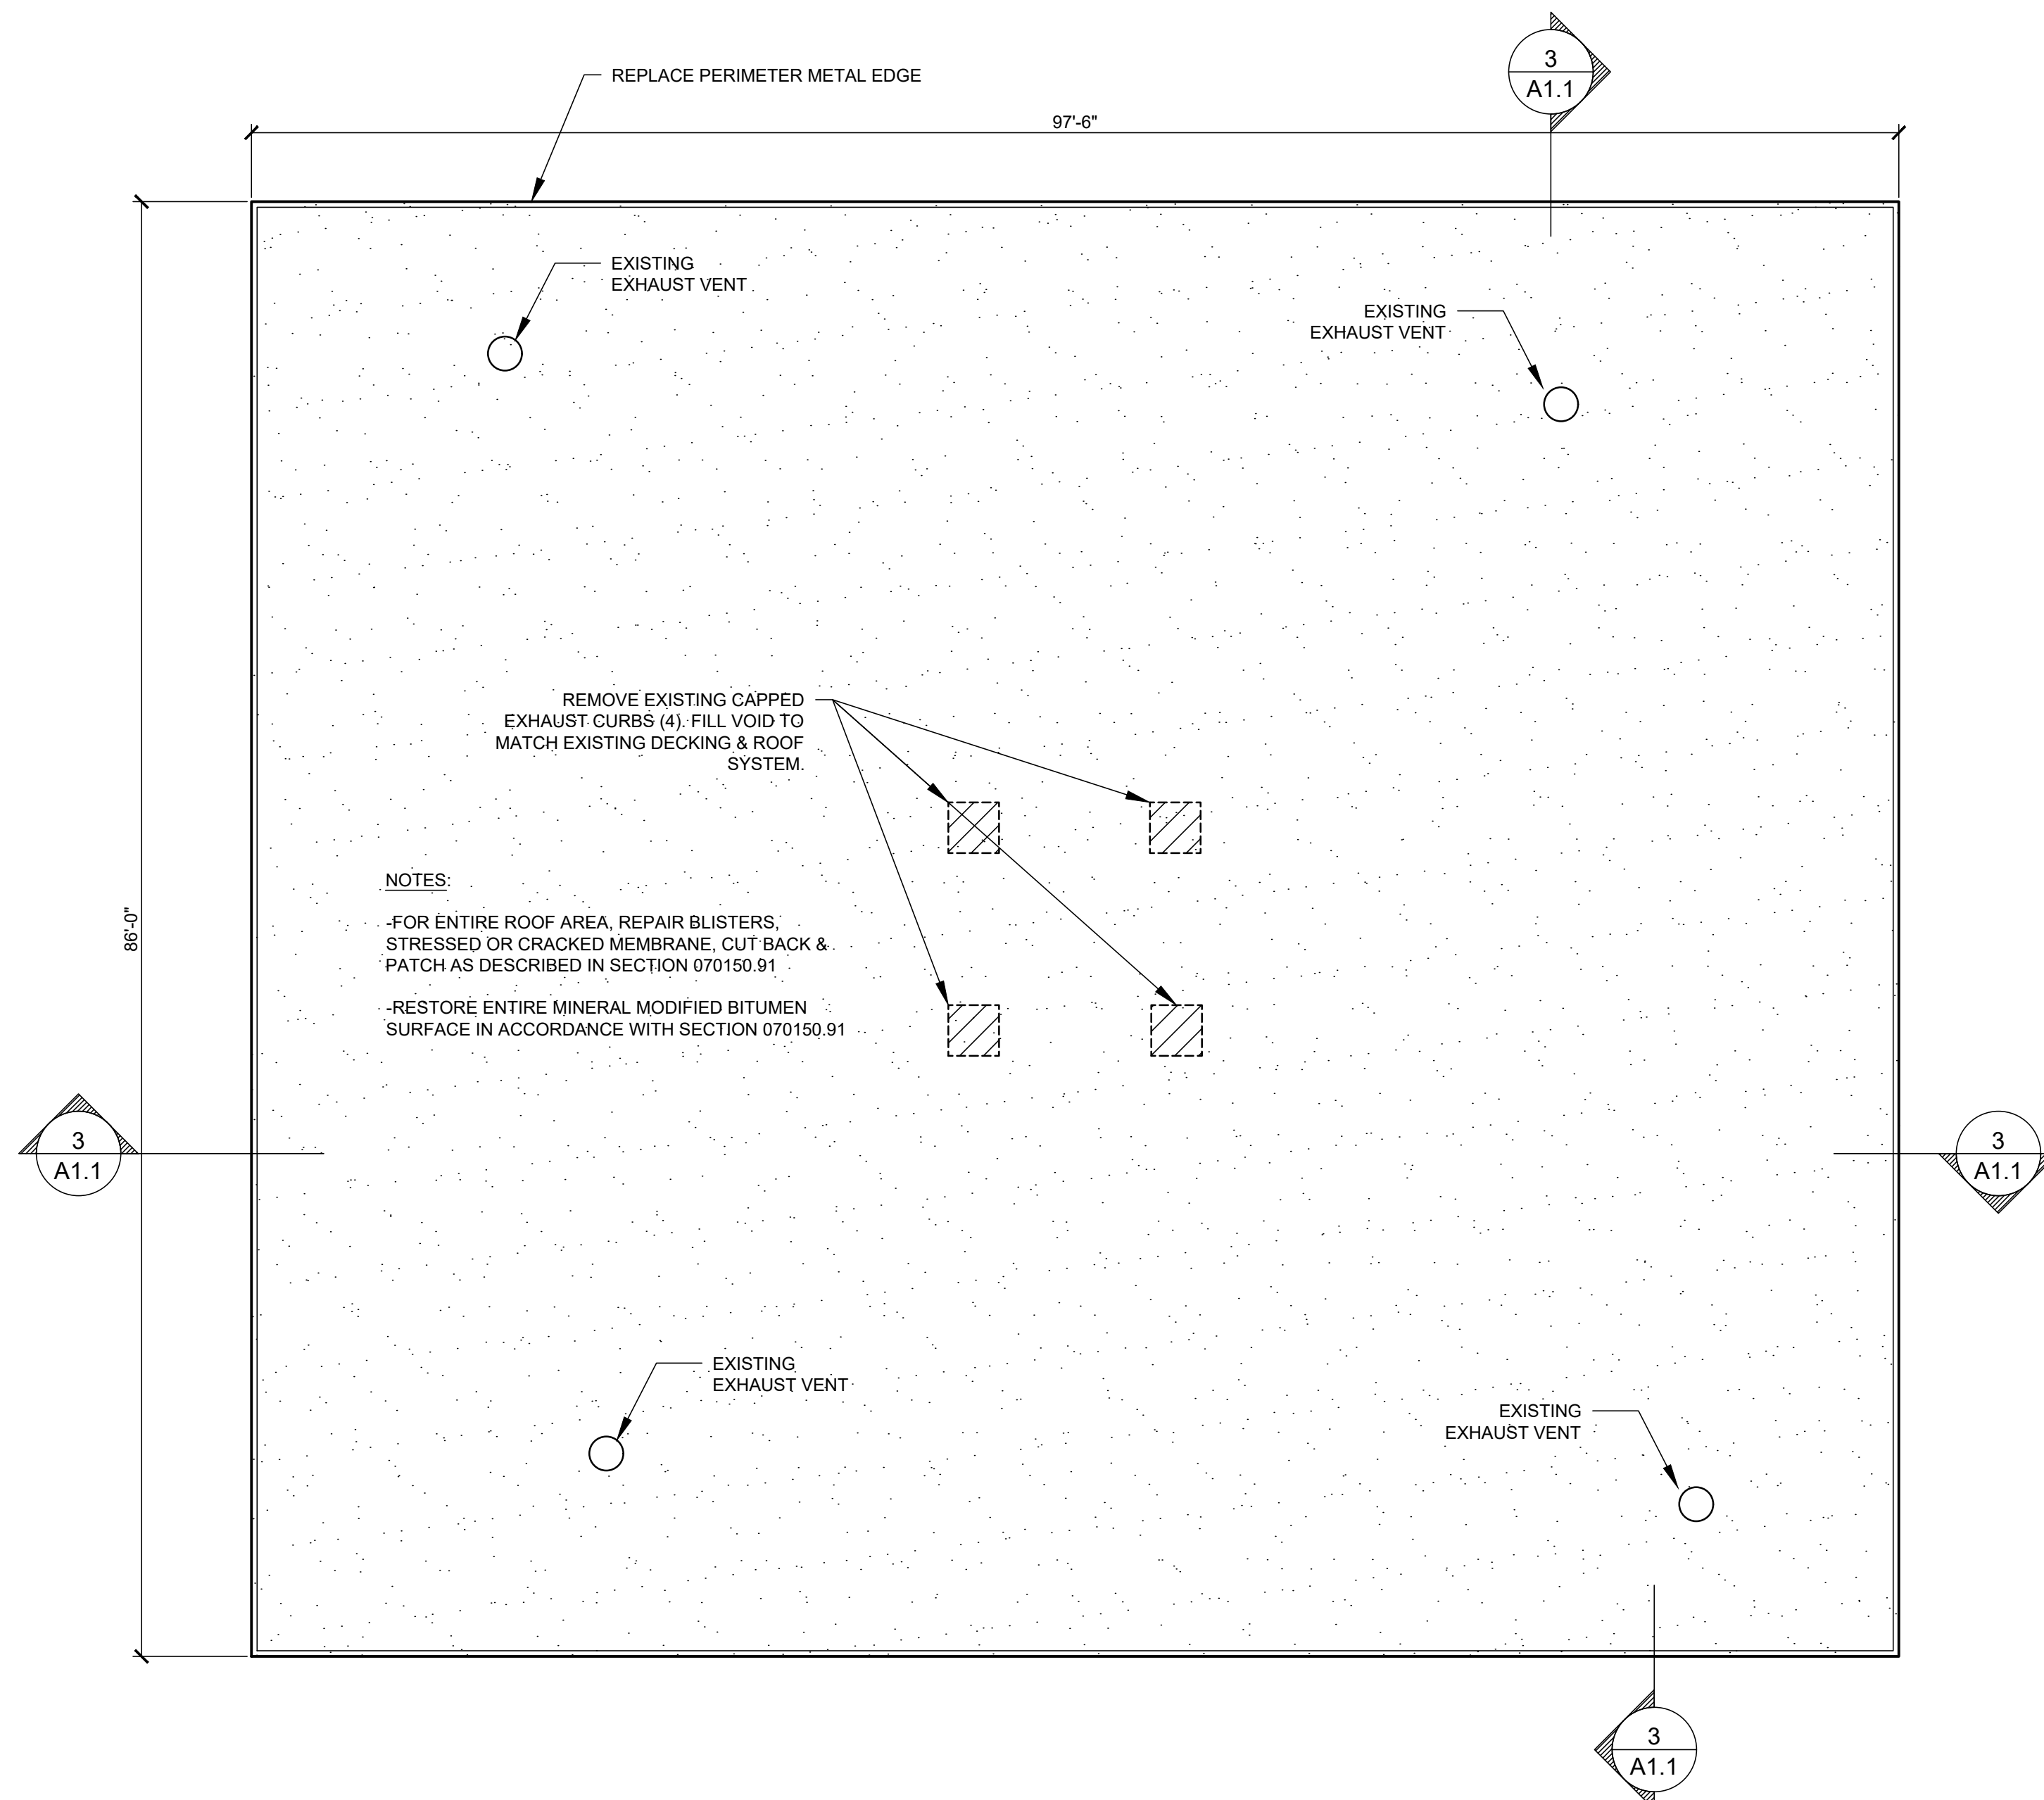 3
A1.1
REPLACE PERIMETER METAL EDGE
97'-6"
EXISTING
EXHAUST VENT
EXISTING
EXHAUST VENT
REMOVE EXISTING CAPPED
EXHAUST CURBS (4). FILL VOID TO
MATCH EXISTING DECKING & ROOF
SYSTEM.
86'-0"
NOTES:
-FOR ENTIRE ROOF AREA, REPAIR BLISTERS,
STRESSED OR CRACKED MEMBRANE, CUT BACK &
PATCH AS DESCRIBED IN SECTION 070150.91
-RESTORE ENTIRE MINERAL MODIFIED BITUMEN
SURFACE IN ACCORDANCE WITH SECTION 070150.91
3
A1.1
3
A1.1
EXISTING
EXHAUST VENT
EXISTING
EXHAUST VENT
3
A1.1